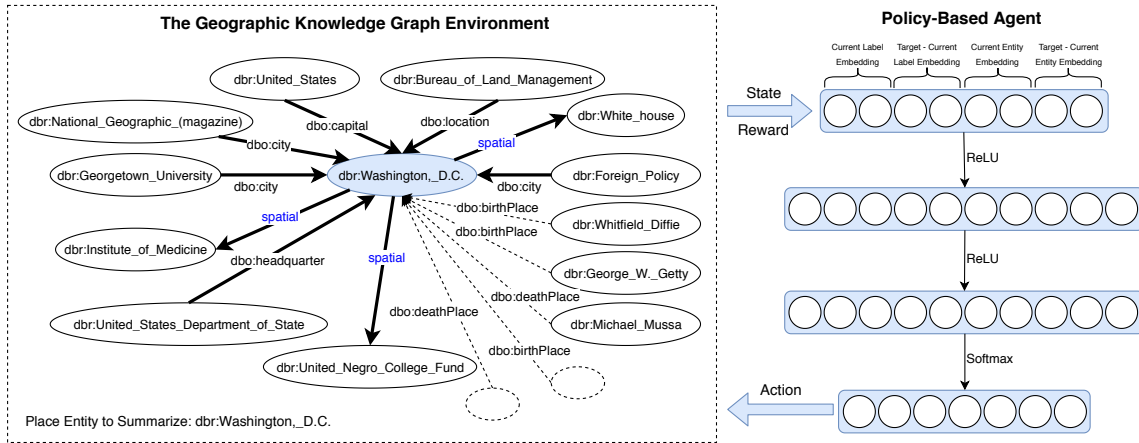 The Geographic Knowledge Graph Environment
dbr:United_States
dbr:Bureau_of_Land_Management
dbr:National_Geographic_(magazine)
dbo:capital
dbo:location
dbr:White_house
dbo:city
spatial
dbr:Georgetown_University
dbo:city
dbr:Washington,_D.C.
dbo:city
dbr:Foreign_Policy
spatial
dbo:birthPlace
dbr:Whitfield_Diffie
dbo:birthPlace
dbr:Institute_of_Medicine
dbo:headquarter
spatial
dbr:George_W._Getty
dbo:deathPlace
dbo:deathPlace
dbr:United_States_Department_of_State
dbr:Michael_Mussa
dbo:birthPlace
dbr:United_Negro_College_Fund
Place Entity to Summarize: dbr:Washington,_D.C.
State
Reward
Action
Policy-Based Agent
Current Label
Embedding
Target - Current
Label Embedding
Current Entity
Embedding
Target - Current
Entity Embedding
ReLU
ReLU
Softmax